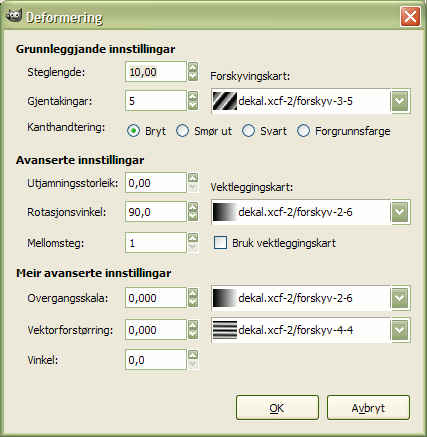 Deformering
Grunnleggjande innstillingar
Steglengde: 10,00 Forskyvingskart:
Gjentakingar: 5 dekal.xcf-2/forskyv-3-5
Kanthandtering: Bryt Smør ut Svart Forgrunnsfarge
Avanserte innstillingar
Utjamningsstorleik: 0,00 Vektleggingskart:
Rotasjonsvinkel: 90,0 dekal.xcf-2/forskyv-2-6
Mellomsteg: 1 Bruk vektleggingskart
Meir avanserte innstillingar
Overgangsskala: 0,000 dekal.xcf-2/forskyv-2-6
Vektorforstørring: 0,000 dekal.xcf-2/forskyv-4-4
Vinkel: 0,0
OK Avbryt